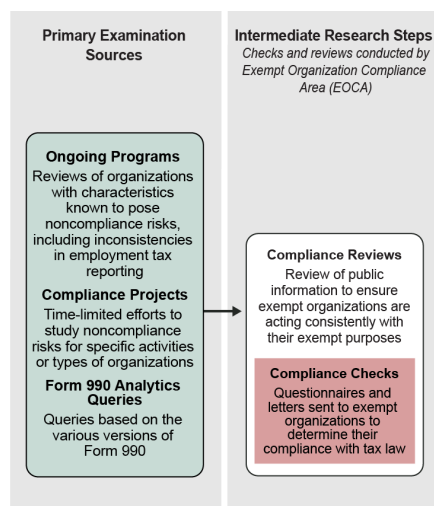 Primary Examination
Sources
Ongoing Programs
Reviews of organizations
with characteristics
known to pose
noncompliance risks,
including inconsistencies
in employment tax
reporting
Compliance Projects
Time-limited efforts to
study noncompliance
risks for specific activities
or types of organizations
Form 990 Analytics
Queries
Queries based on the
various versions of
Form 990
Intermediate Research Steps
Checks and reviews conducted by
Exempt Organization Compliance
Area (EOCA)
Compliance Reviews
Review of public
information to ensure
exempt organizations are
acting consistently with
their exempt purposes
Compliance Checks
Questionnaires and
letters sent to exempt
organizations to
determine their
compliance with tax law